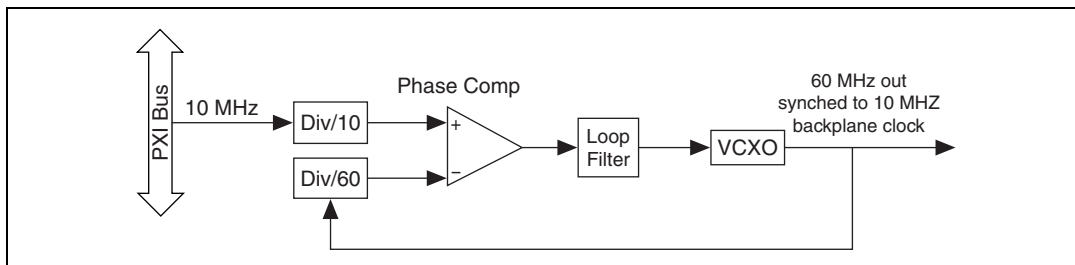 PXI Bus
10 MHz
Div/10
Div/60
Phase Comp
+
−
Loop
Filter
VCXO
60 MHz out
synched to 10 MHZ
backplane clock